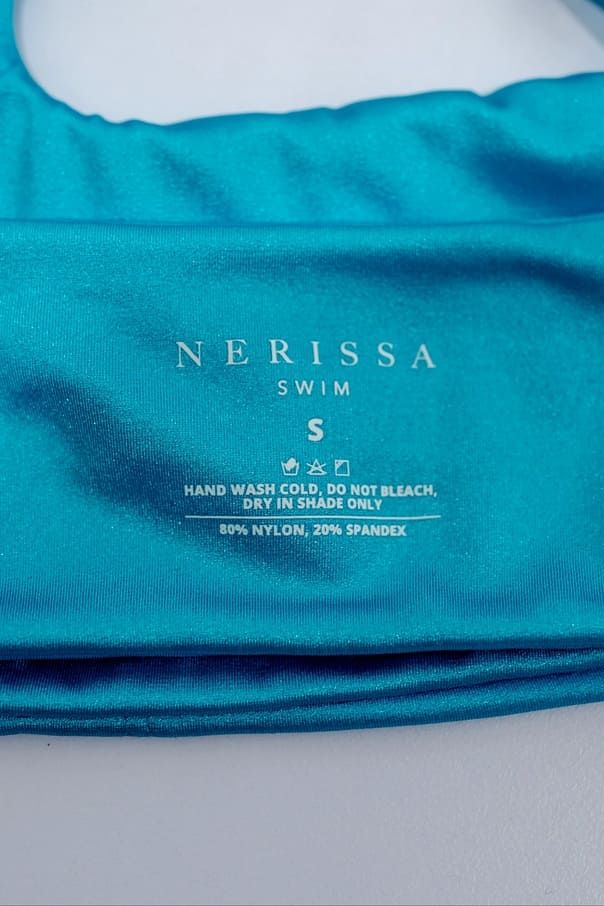 NERISSA
SWIM
S
HAND WASH COLD, DO NOT BLEACH,
DRY IN SHADE ONLY
80% NYLON, 20% SPANDEX